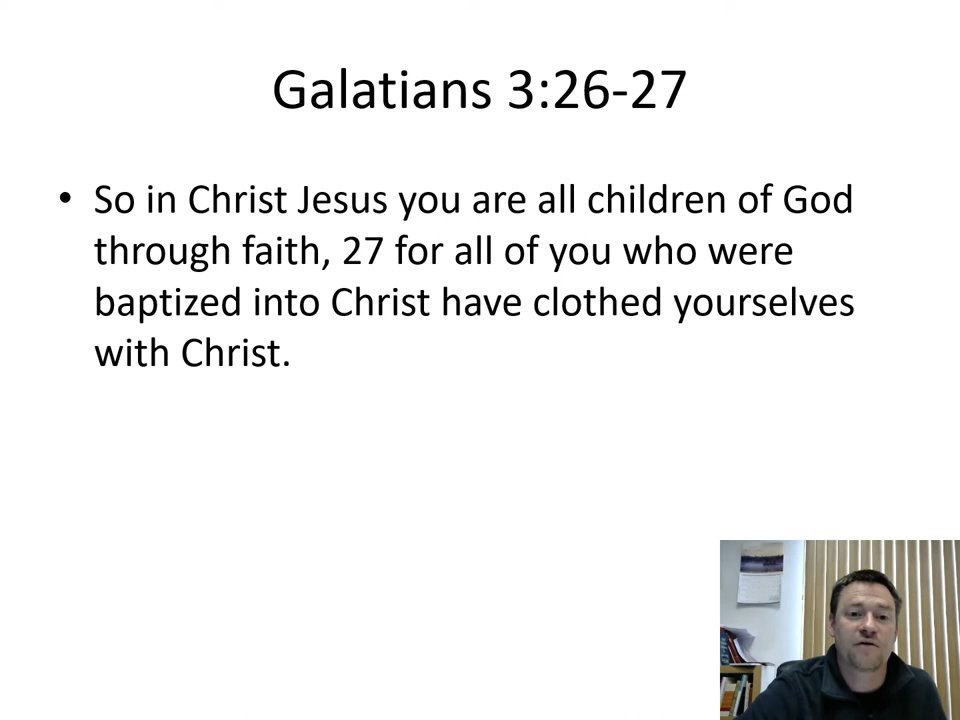 Galatians 3:26-27
• So in Christ Jesus you are all children of God
through faith, 27 for all of you who were
baptized into Christ have clothed yourselves
with Christ.